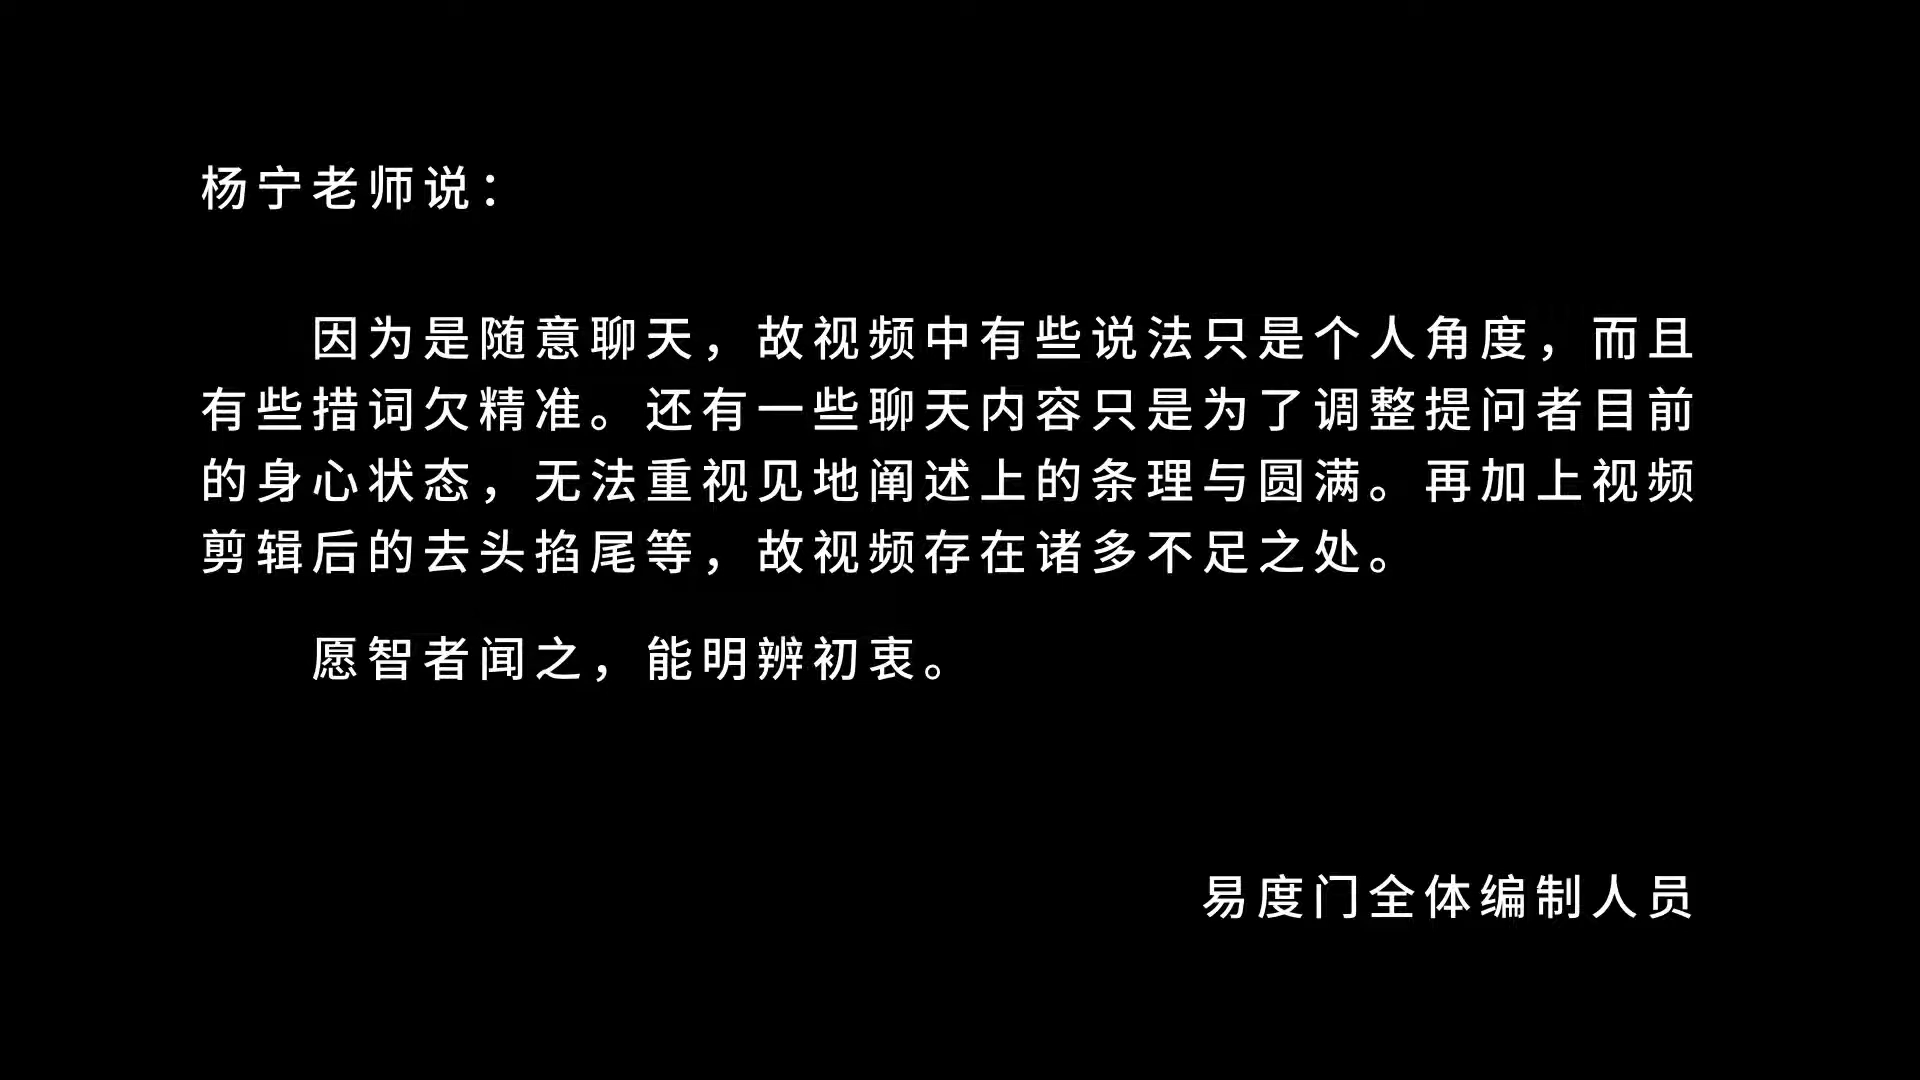 杨宁老师说：
因为是随意聊天，故视频中有些说法只是个人角度，而且
有些措词欠精准。还有一些聊天内容只是为了调整提问者目前
的身心状态，无法重视见地阐述上的条理与圆满。再加上视频
剪辑后的去头掐尾等，故视频存在诸多不足之处。
愿智者闻之，能明辨初衷。
易度门全体编制人员